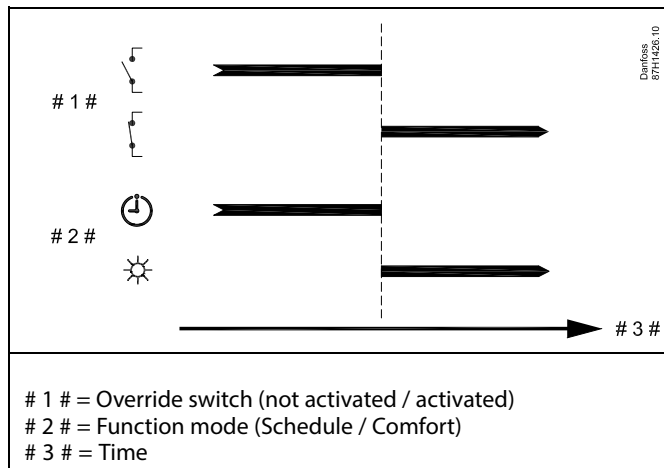 Danfoss
87H1426.10
# 1 #
# 2 #
# 3 #
# 1 # = Override switch (not activated / activated)
# 2 # = Function mode (Schedule / Comfort)
# 3 # = Time